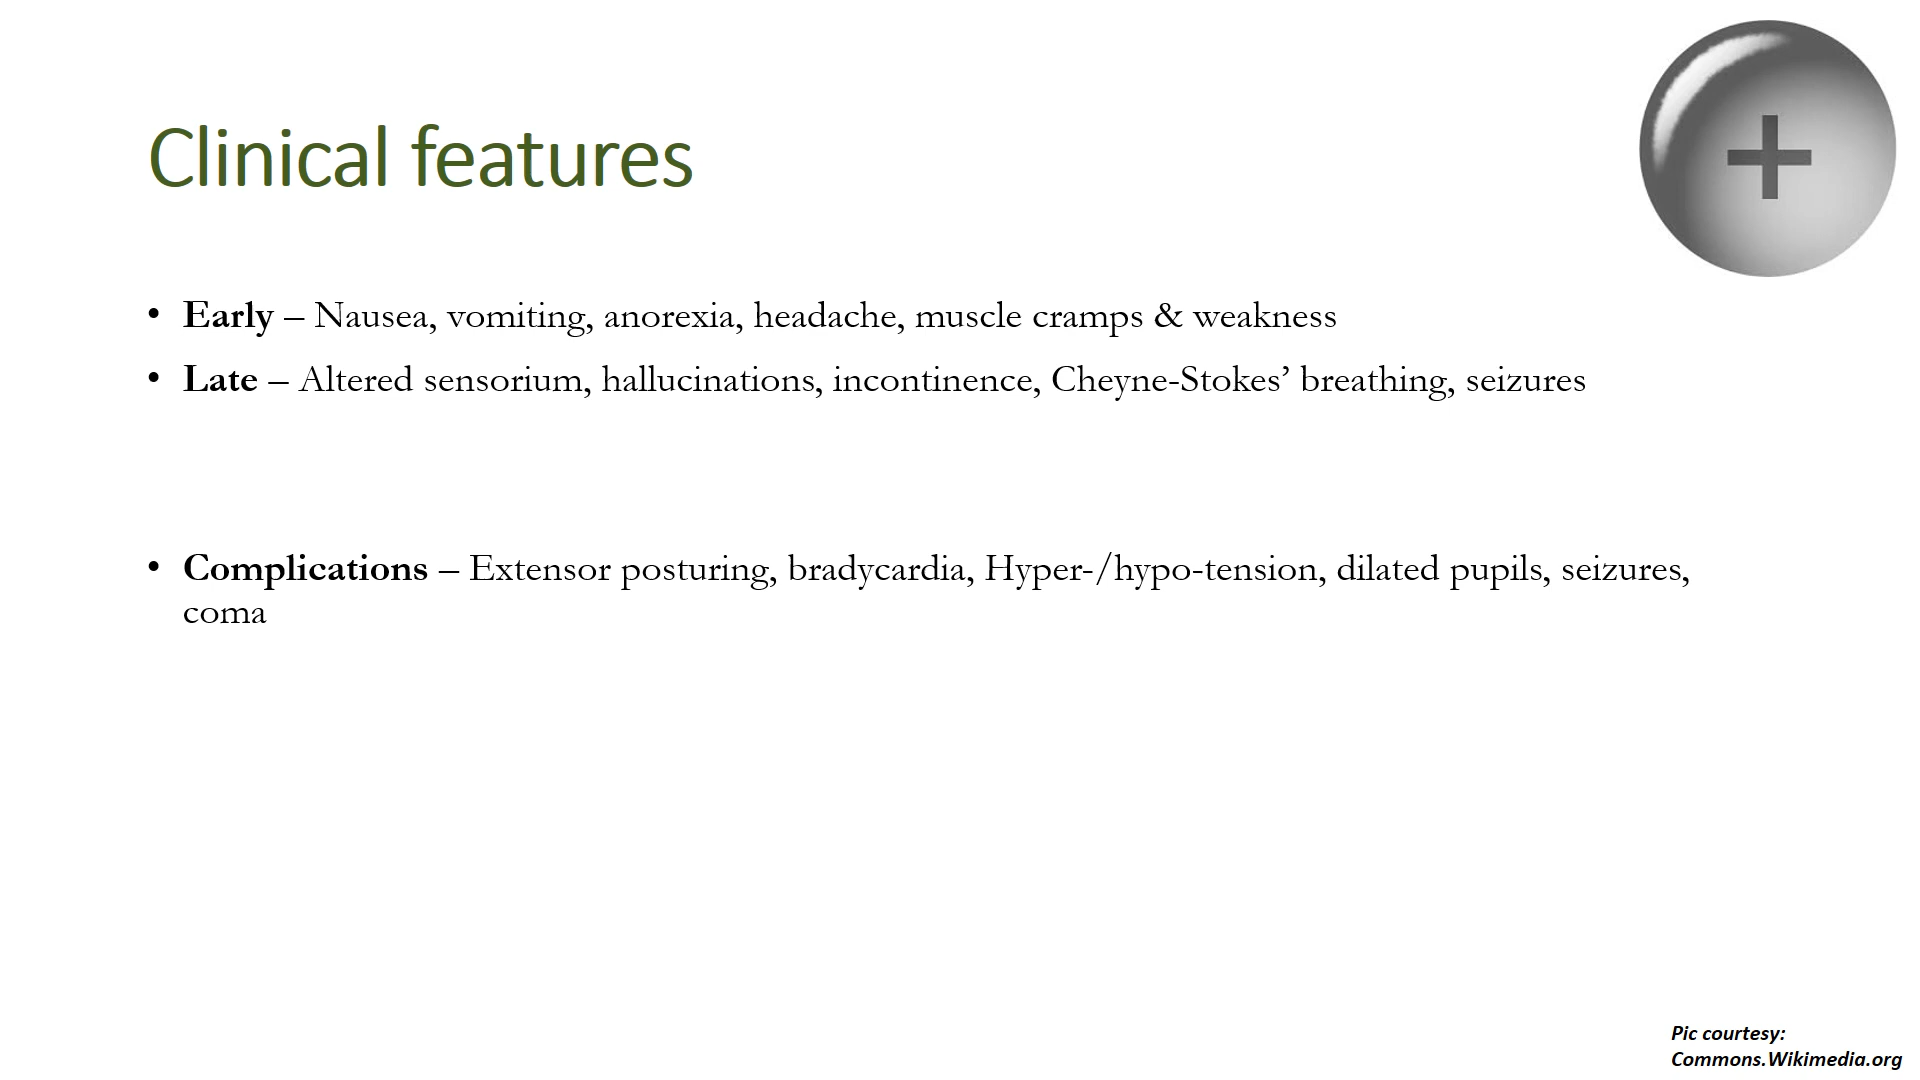 Clinical features
• Early – Nausea, vomiting, anorexia, headache, muscle cramps & weakness
• Late – Altered sensorium, hallucinations, incontinence, Cheyne-Stokes’ breathing, seizures
• Complications – Extensor posturing, bradycardia, Hyper-/hypo-tension, dilated pupils, seizures,
coma
+
Pic courtesy:
Commons.Wikimedia.org